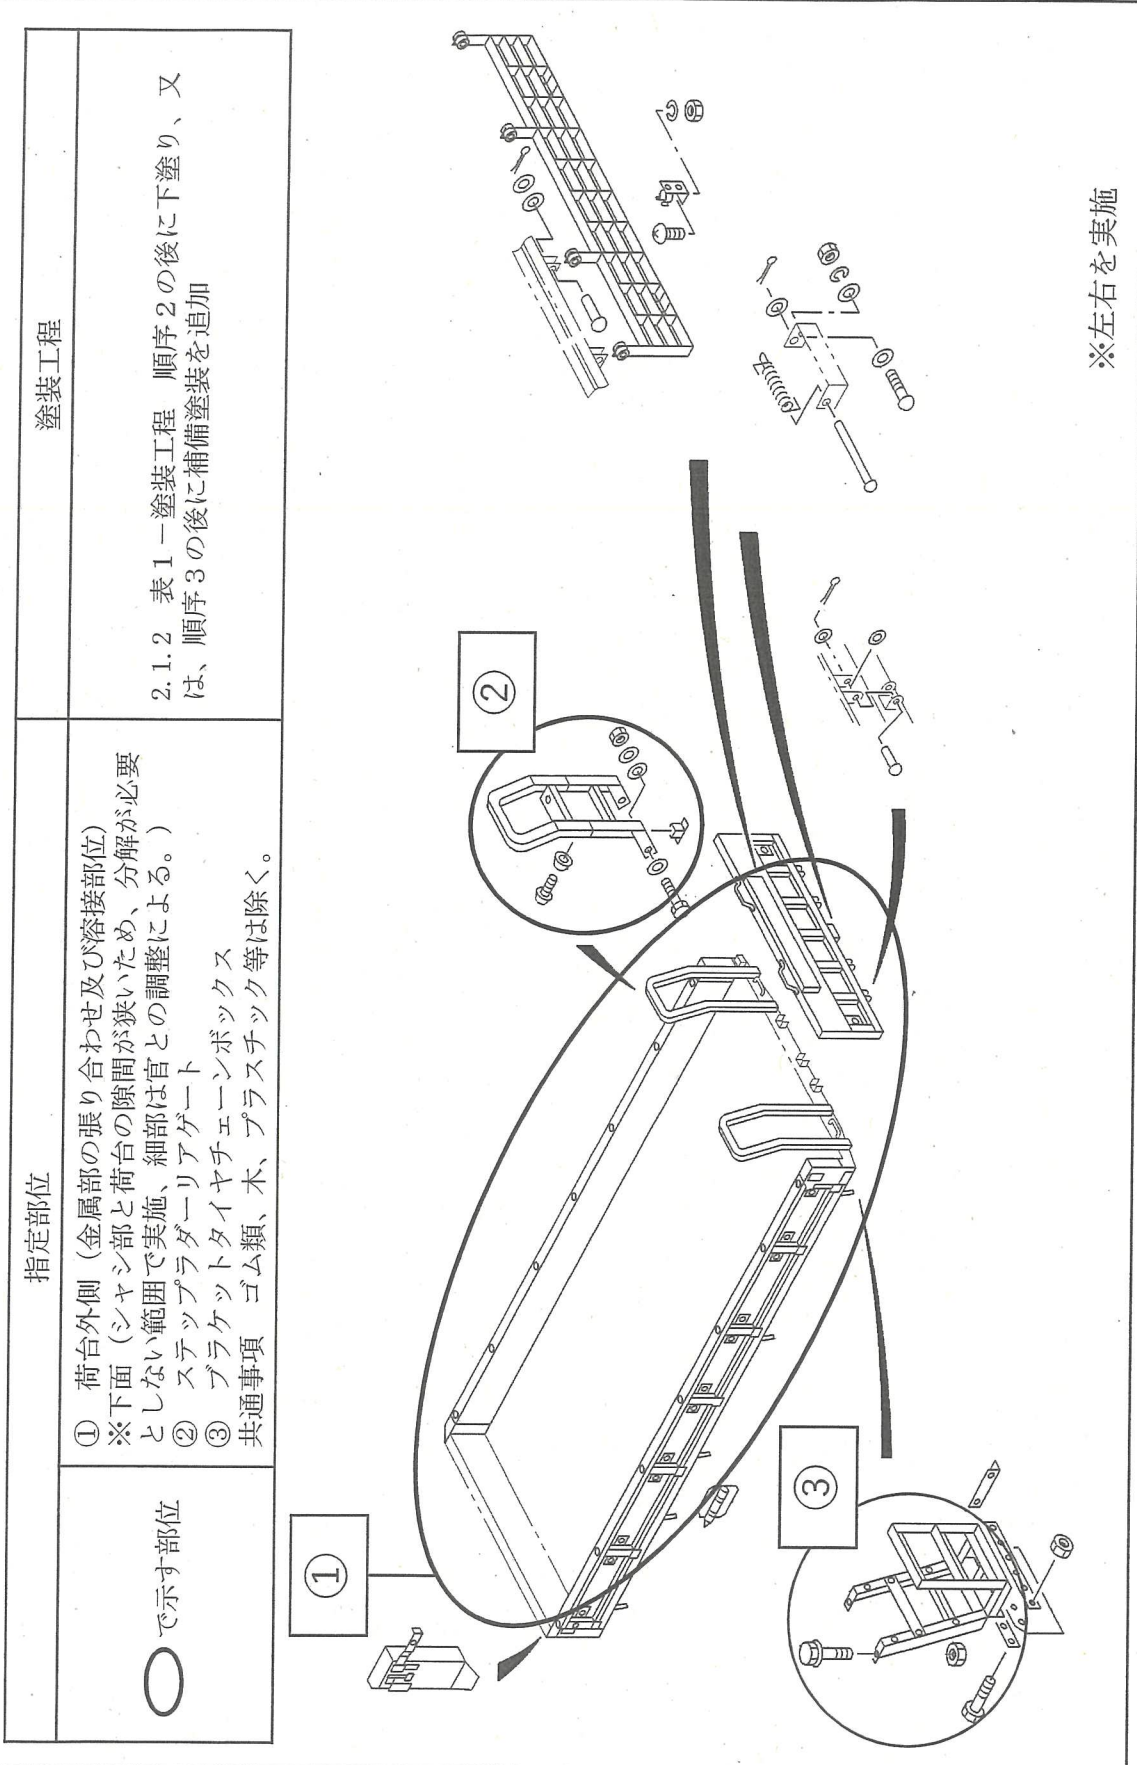 指定部位
塗装工程
で示す部位
① 荷台外側（金属部の張り合わせ及び溶接部位）
※下面（シャシ部と荷台の隙間が狭いため、分解が必要
としない範囲で実施、細部は官との調整による。）
② ステップラダーリアゲート
③ ブラケットタイヤチェーンボックス
共通事項 ゴム類、木、プラスチック等は除く。
2.1.2 表１－塗装工程 順序２の後に下塗り、又
は、順序３の後に補備塗装を追加
①
②
③
※左右を実施